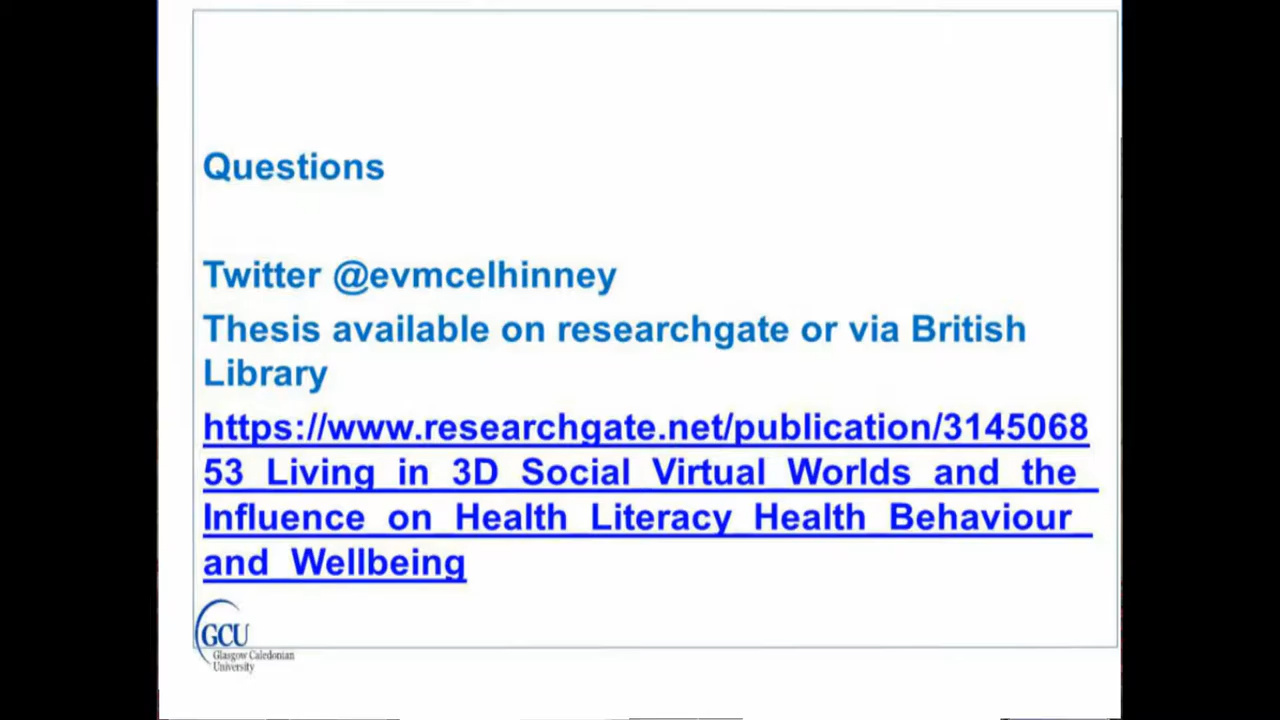 Questions
Twitter @evmcelhinney
Thesis available on researchgate or via British
Library
https://www.researchgate.net/publication/3145068
53_Living_in_3D_Social_Virtual_Worlds_and_the_
Influence_on_Health_Literacy_Health_Behaviour_
and_Wellbeing
GCU
Glasgow Caledonian
University